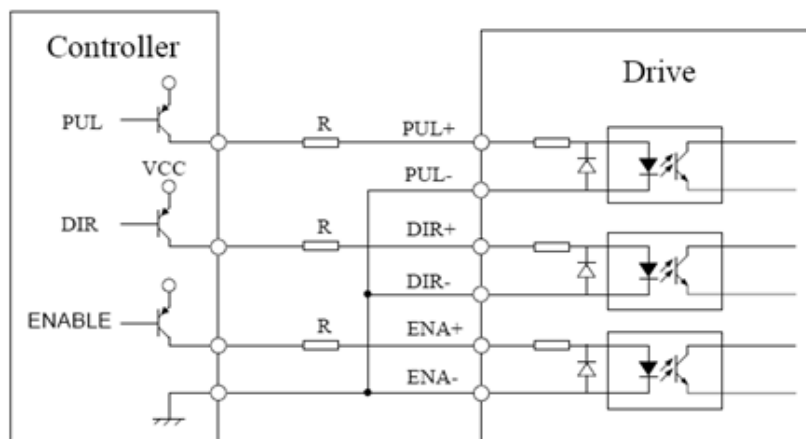 Controller
Drive
PUL
R
PUL+
VCC
PUL-
DIR
R
DIR+
DIR-
ENABLE
R
ENA+
ENA-